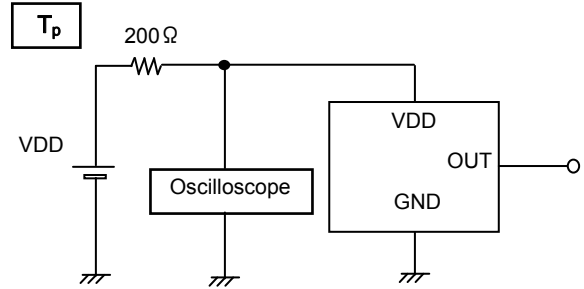 Tp
200Ω
VDD
VDD
OUT
Oscilloscope
GND